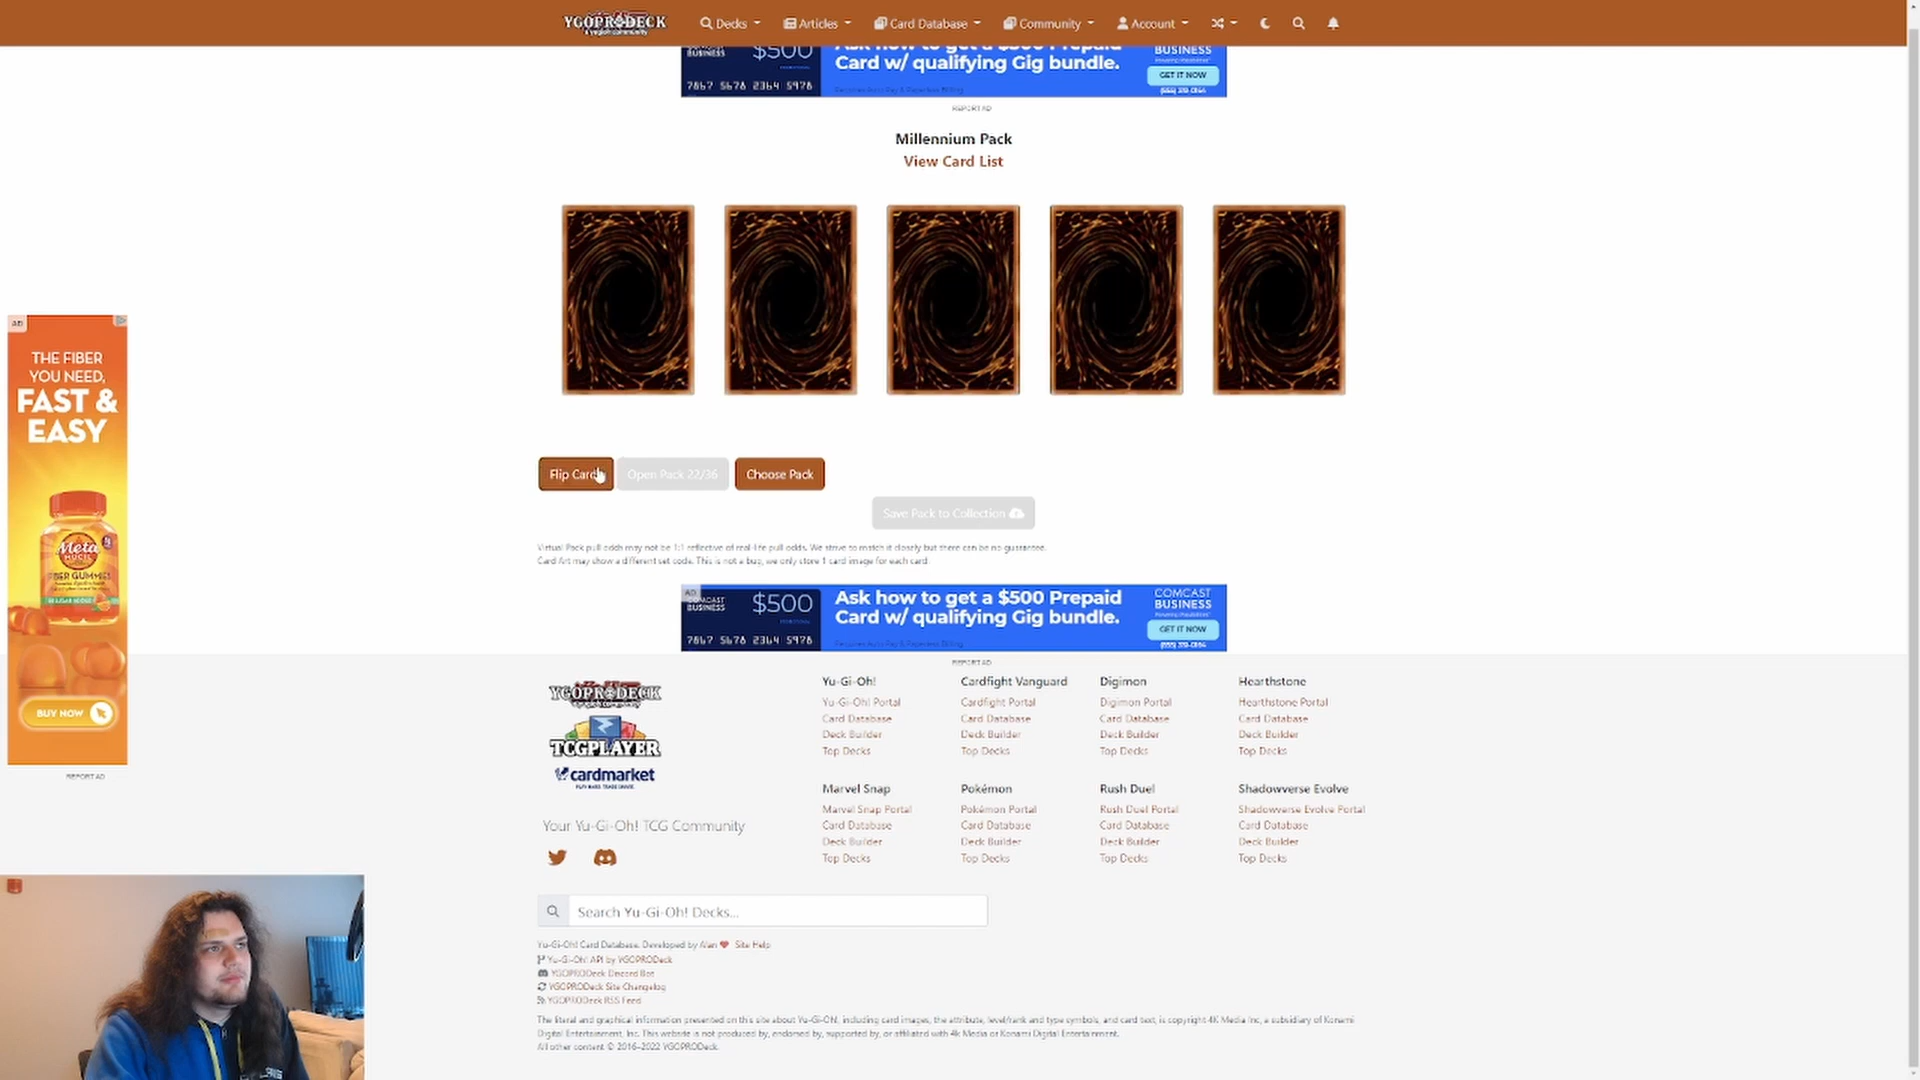 YGOPRODECK
Decks
Articles
Card Database
Community
Account
BUSINESS
$500
7867 5678 2364 5978
Ask how to get a $500 Prepaid
Card w/ qualifying Gig bundle.
BUSINESS
GET IT NOW
REPORT AD
Millennium Pack
View Card List
AD
THE FIBER
YOU NEED,
FAST &
EASY
Meta
MUCIL
FIBER GUMMIES
BUY NOW
REPORT AD
Flip Cards
Open Pack 22/36
Choose Pack
Save Pack to Collection
Virtual Pack pull odds may not be 1:1 reflective of real-life pull odds. We strive to match it closely but there can be no guarantee.
Card Art may show a different set code. This is not a bug, we only store 1 card image for each card.
AD
COMCAST
BUSINESS
$500
7867 5678 2364 5978
Ask how to get a $500 Prepaid
Card w/ qualifying Gig bundle.
COMCAST
BUSINESS
GET IT NOW
REPORT AD
YGOPRODECK
TCGPLAYER
cardmarket
Your Yu-Gi-Oh! TCG Community
Yu-Gi-Oh!
Yu-Gi-Oh! Portal
Card Database
Deck Builder
Top Decks
Cardfight Vanguard
Cardfight Portal
Card Database
Deck Builder
Top Decks
Digimon
Digimon Portal
Card Database
Deck Builder
Top Decks
Hearthstone
Hearthstone Portal
Card Database
Deck Builder
Top Decks
Marvel Snap
Marvel Snap Portal
Card Database
Deck Builder
Top Decks
Pokémon
Pokémon Portal
Card Database
Deck Builder
Top Decks
Rush Duel
Rush Duel Portal
Card Database
Deck Builder
Top Decks
Shadowverse Evolve
Shadowverse Evolve Portal
Card Database
Deck Builder
Top Decks
Search Yu-Gi-Oh! Decks...
Yu-Gi-Oh! Card Database. Developed by Alan Site Help
Yu-Gi-Oh! API by YGOPRODeck
YGOPRODeck Discord Bot
YGOPRODeck Site Changelog
YGOPRODeck RSS Feed
The literal and graphical information presented on this site about Yu-Gi-Oh!, including card images, the attribute, level/rank and type symbols, and card text, is copyright 4K Media Inc, a subsidiary of Konami
Digital Entertainment, Inc. This website is not produced by, endorsed by, supported by, or affiliated with 4k Media or Konami Digital Entertainment.
All other content © 2016-2022 YGOPRODeck.